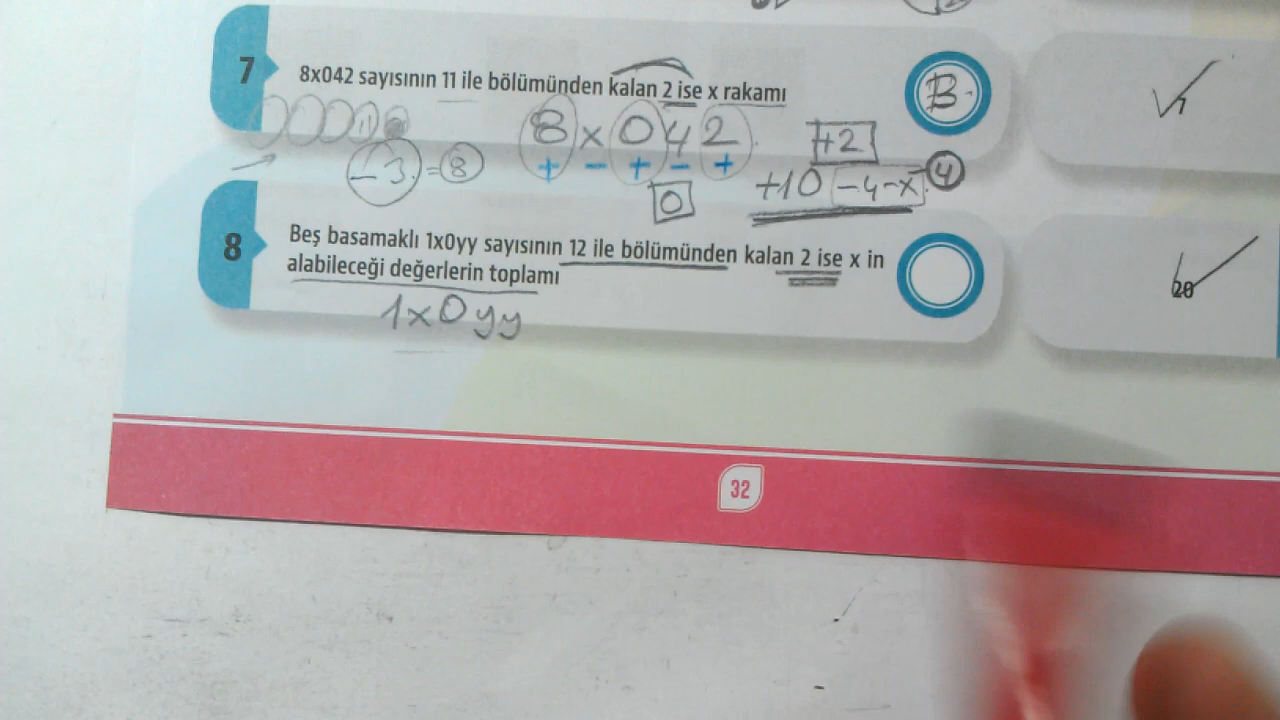 7
8x042 sayısının 11 ile bölümünden kalan 2 ise x rakamı
B
8x042
+2
-3 = 8
+ - + - +
+10 -4-x
4
0
8
Beş basamaklı 1x0yy sayısının 12 ile bölümünden kalan 2 ise x in
alabileceği değerlerin toplamı
20
1x0yy
32